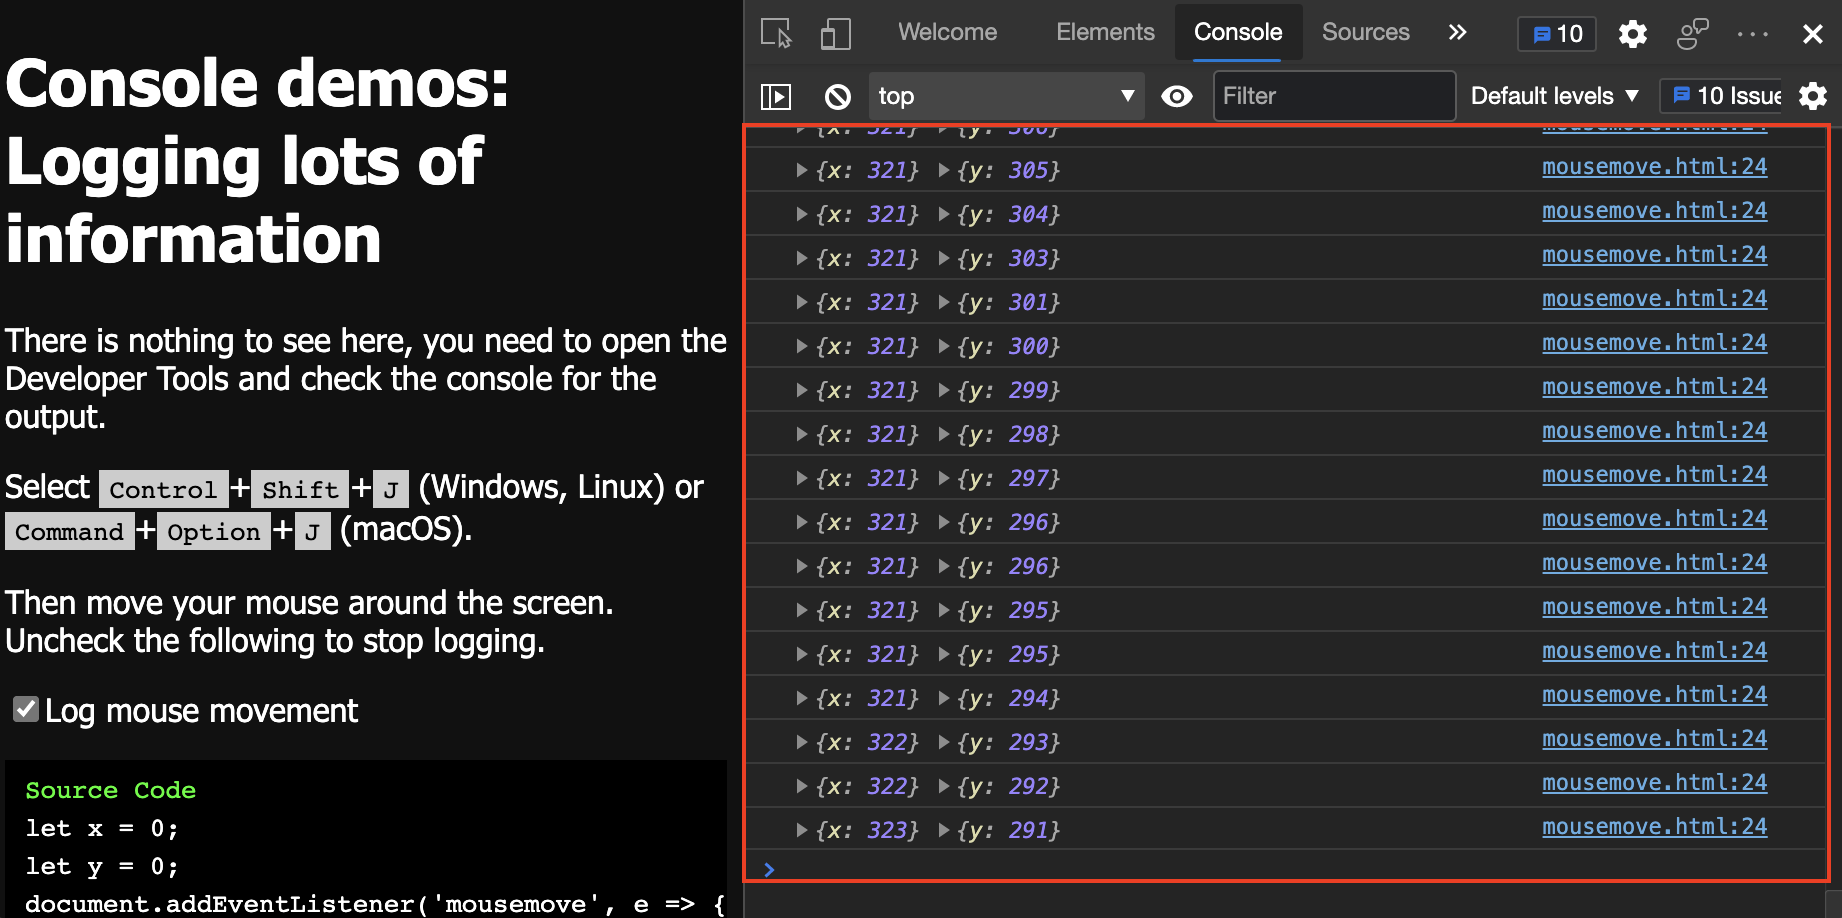 Console demos:
Logging lots of
information
There is nothing to see here, you need to open the
Developer Tools and check the console for the
output.
Select Control+Shift+J (Windows, Linux) or
Command+Option+J (macOS).
Then move your mouse around the screen.
Uncheck the following to stop logging.
Log mouse movement
Source Code
let x = 0;
let y = 0;
document.addEventListener('mousemove', e => {
Welcome Elements Console Sources » 10
top Filter Default levels 10 Issue
{x: 321} {y: 306} mousemove.html:24
{x: 321} {y: 305} mousemove.html:24
{x: 321} {y: 304} mousemove.html:24
{x: 321} {y: 303} mousemove.html:24
{x: 321} {y: 301} mousemove.html:24
{x: 321} {y: 300} mousemove.html:24
{x: 321} {y: 299} mousemove.html:24
{x: 321} {y: 298} mousemove.html:24
{x: 321} {y: 297} mousemove.html:24
{x: 321} {y: 296} mousemove.html:24
{x: 321} {y: 296} mousemove.html:24
{x: 321} {y: 295} mousemove.html:24
{x: 321} {y: 295} mousemove.html:24
{x: 321} {y: 294} mousemove.html:24
{x: 322} {y: 293} mousemove.html:24
{x: 322} {y: 292} mousemove.html:24
{x: 323} {y: 291} mousemove.html:24